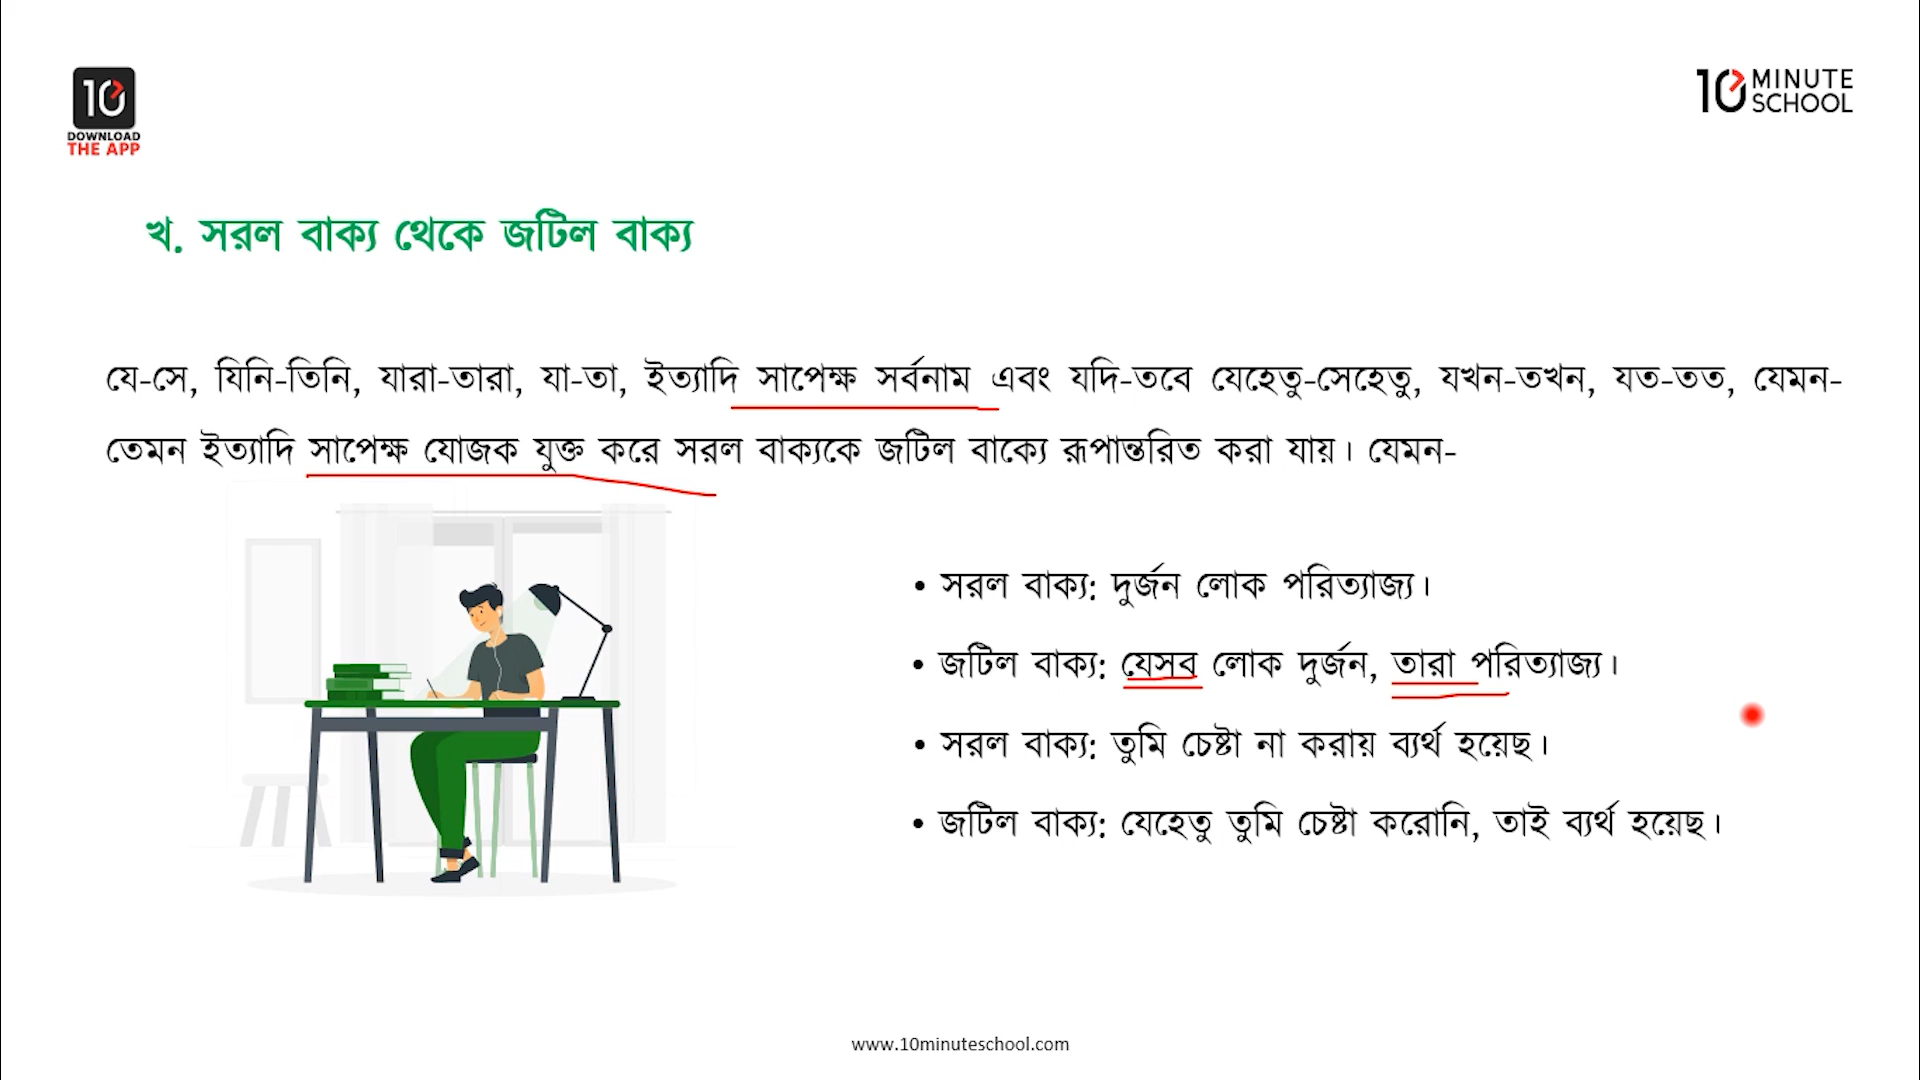 10
DOWNLOAD
THE APP
10 MINUTE
SCHOOL
খ. সরল বাক্য থেকে জটিল বাক্য
যে-সে, যিনি-তিনি, যারা-তারা, যা-তা, ইত্যাদি সাপেক্ষ সর্বনাম এবং যদি-তবে যেহেতু-সেহেতু, যখন-তখন, যত-তত, যেমন-
তেমন ইত্যাদি সাপেক্ষ যোজক যুক্ত করে সরল বাক্যকে জটিল বাক্যে রূপান্তরিত করা যায়। যেমন-
• সরল বাক্য: দুর্জন লোক পরিত্যাজ্য।
• জটিল বাক্য: যেসব লোক দুর্জন, তারা পরিত্যাজ্য।
• সরল বাক্য: তুমি চেষ্টা না করায় ব্যর্থ হয়েছ।
• জটিল বাক্য: যেহেতু তুমি চেষ্টা করোনি, তাই ব্যর্থ হয়েছ।
www.10minuteschool.com